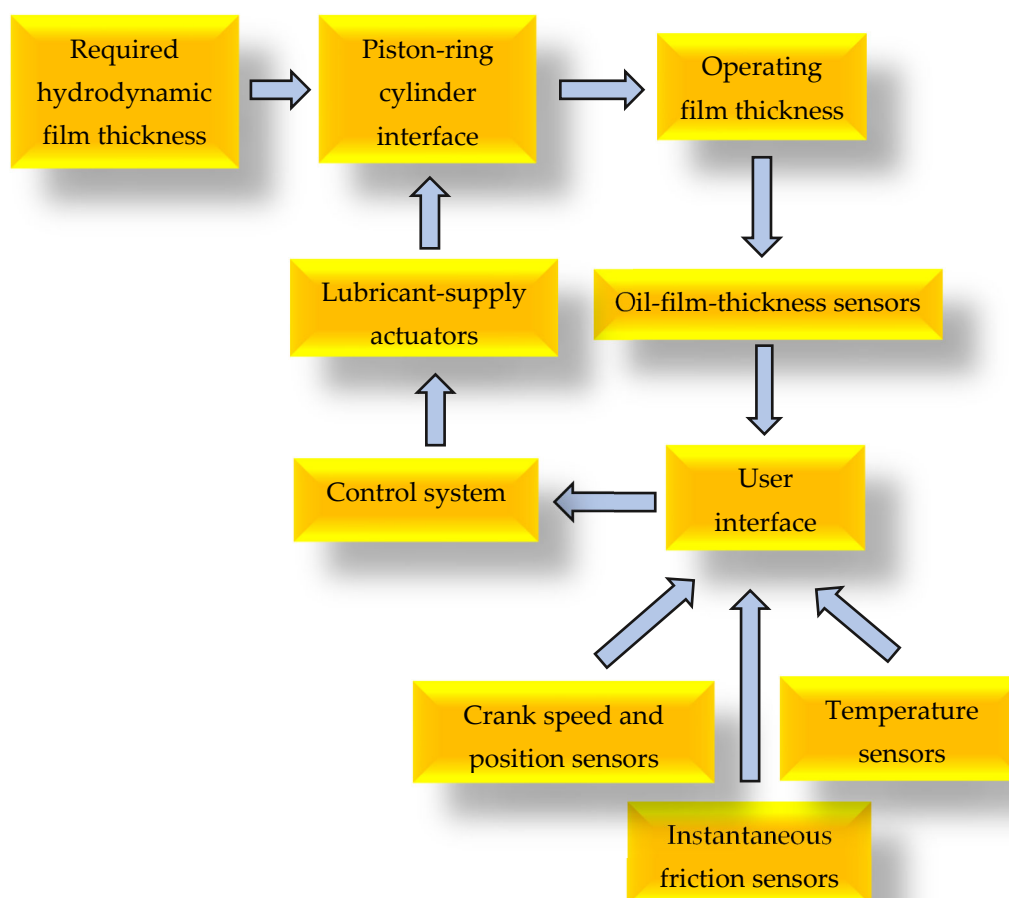 Required
hydrodynamic
film thickness
Piston-ring
cylinder
interface
Operating
film thickness
Lubricant-supply
actuators
Oil-film-thickness sensors
Control system
User
interface
Crank speed and
position sensors
Temperature
sensors
Instantaneous
friction sensors